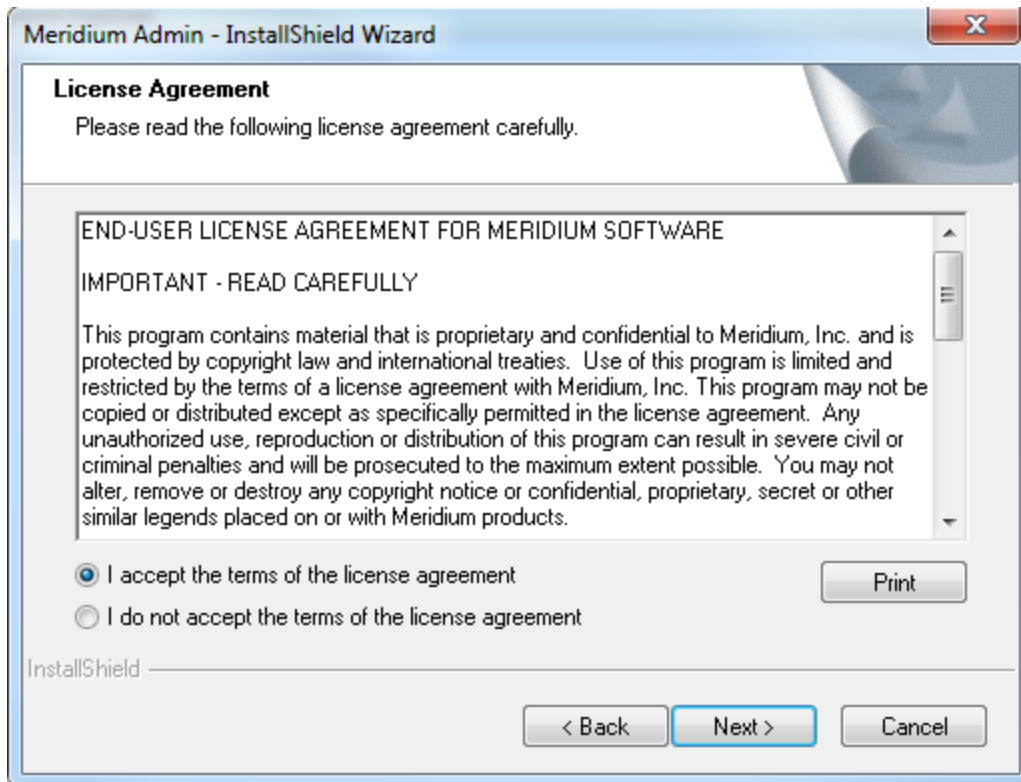 Meridium Admin - InstallShield Wizard
License Agreement
Please read the following license agreement carefully.
END-USER LICENSE AGREEMENT FOR MERIDIUM SOFTWARE
IMPORTANT - READ CAREFULLY
This program contains material that is proprietary and confidential to Meridium, Inc. and is
protected by copyright law and international treaties.  Use of this program is limited and
restricted by the terms of a license agreement with Meridium, Inc. This program may not be
copied or distributed except as specifically permitted in the license agreement.  Any
unauthorized use, reproduction or distribution of this program can result in severe civil or
criminal penalties and will be prosecuted to the maximum extent possible.  You may not
alter, remove or destroy any copyright notice or confidential, proprietary, secret or other
similar legends placed on or with Meridium products.
I accept the terms of the license agreement
Print
I do not accept the terms of the license agreement
InstallShield
< Back
Next >
Cancel